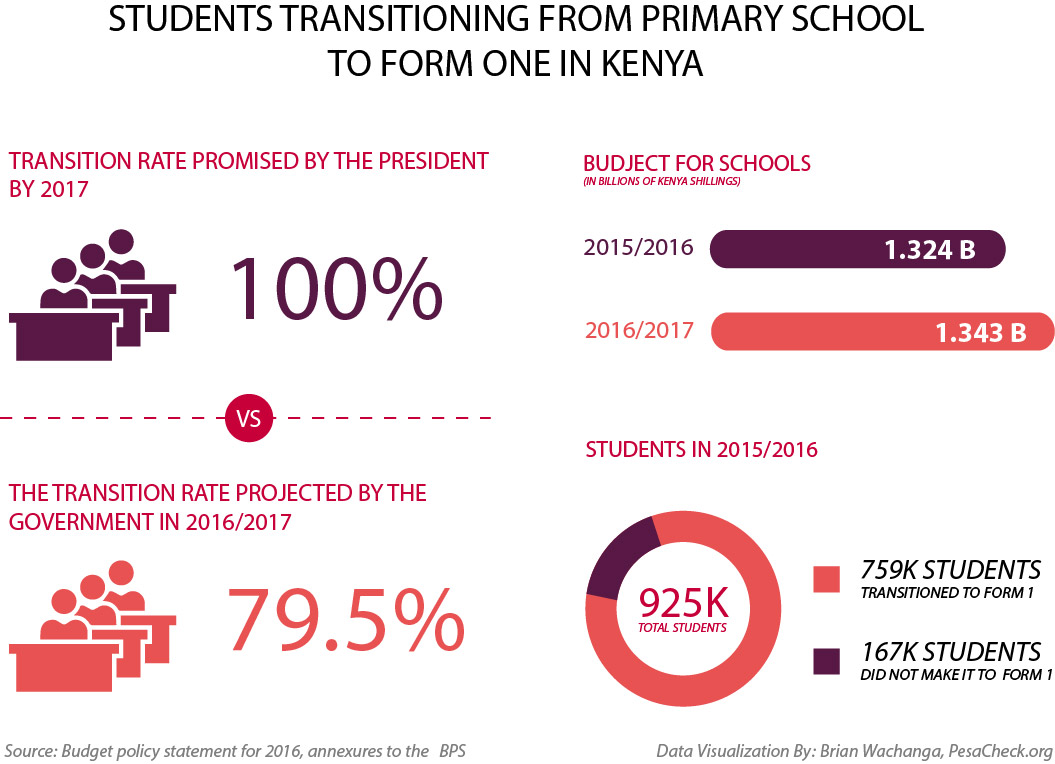 STUDENTS TRANSITIONING FROM PRIMARY SCHOOL
TO FORM ONE IN KENYA
TRANSITION RATE PROMISED BY THE PRESIDENT
BY 2017
100%
VS
THE TRANSITION RATE PROJECTED BY THE
GOVERNMENT IN 2016/2017
79.5%
BUDJECT FOR SCHOOLS
(IN BILLIONS OF KENYA SHILLINGS)
2015/2016
1.324 B
2016/2017
1.343 B
STUDENTS IN 2015/2016
925K
TOTAL STUDENTS
759K STUDENTS
TRANSITIONED TO FORM 1
167K STUDENTS
DID NOT MAKE IT TO FORM 1
Source: Budget policy statement for 2016, annexures to the BPS
Data Visualization By: Brian Wachanga, PesaCheck.org